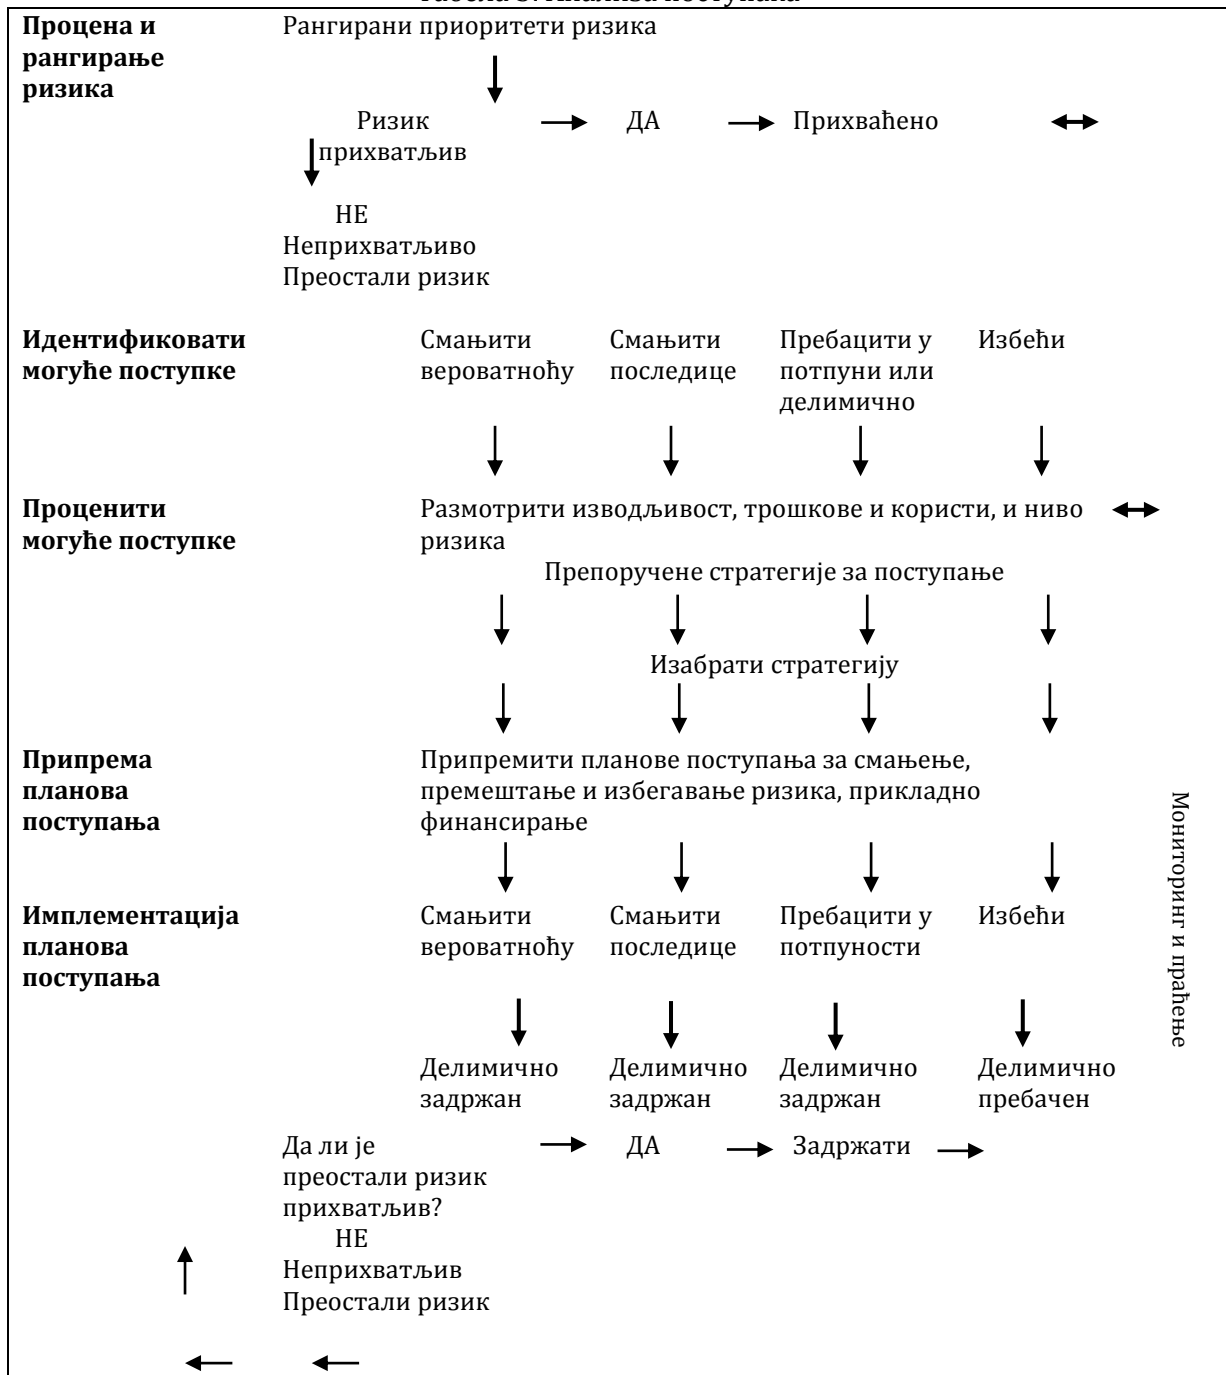 Табела 3. Анализа поступака
Процена и рангирање ризика
Рангирани приоритети ризика
Ризик прихватљив
ДА
Прихваћено
НЕ
Неприхватљиво
Преостали ризик
Идентификовати
могуће поступке
Смањити
вероватноћу
Смањити
последице
Пребацити у
потпуни или
делимично
Избећи
Проценити
могуће поступке
Размотрити изводљивост, трошкове и користи, и ниво
ризика
Препоручене стратегије за поступање
Изабрати стратегију
Припрема
планова
поступања
Припремити планове поступања за смањење,
премештање и избегавање ризика, прикладно
финансирање
Мониторинг и праћење
Имплементација
планова
поступања
Смањити
вероватноћу
Смањити
последице
Пребацити у
потпуности
Избећи
Делимично
задржан
Делимично
задржан
Делимично
задржан
Делимично
пребачен
Да ли је
преостали ризик
прихватљив?
ДА
Задржати
НЕ
Неприхватљив
Преостали ризик